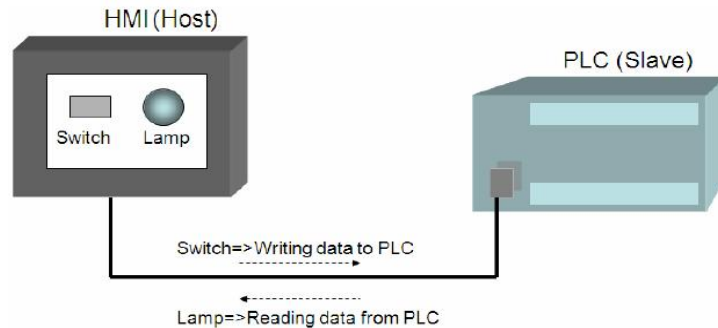 HMI (Host)
PLC (Slave)
Switch
Lamp
Switch=>Writing data to PLC
Lamp=>Reading data from PLC